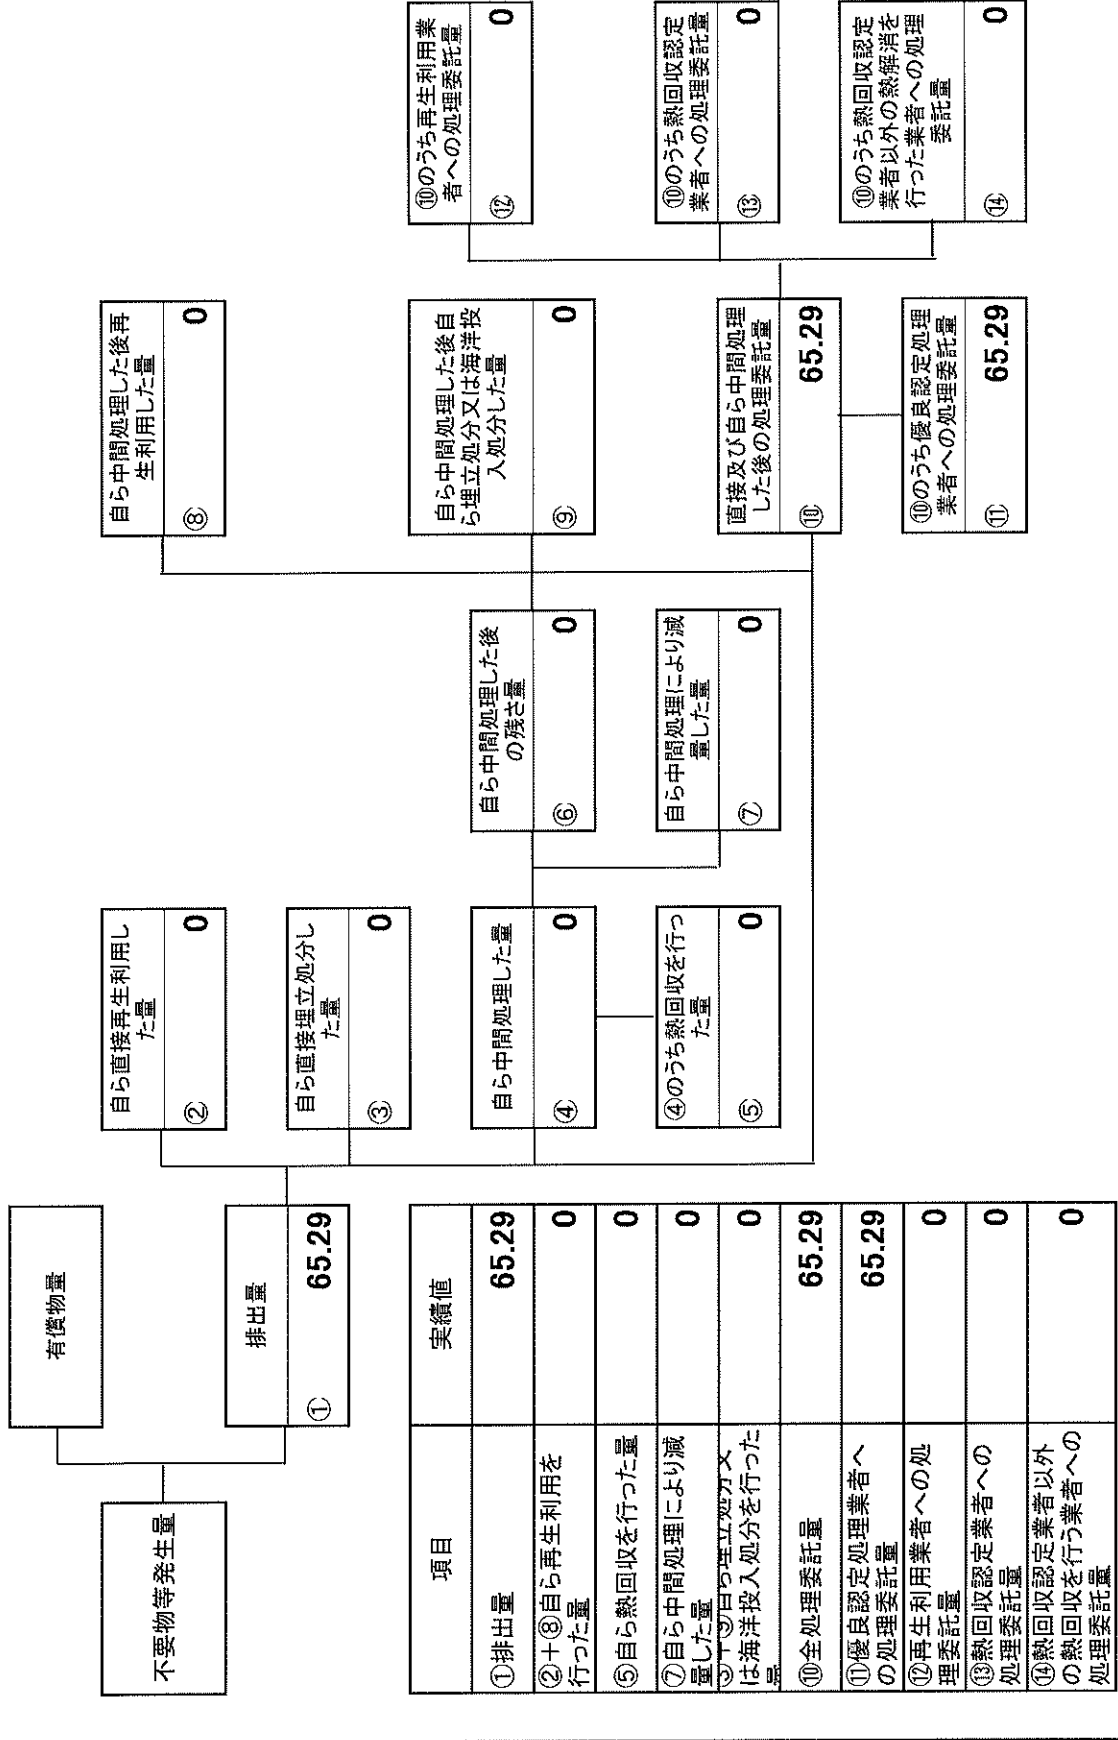 有償物量
不要物等発生量
排出量
① 65.29
自ら直接再生利用し
た量
② 0
自ら直接埋立処分し
た量
③ 0
自ら中間処理した量
④ 0
④のうち熱回収を行っ
た量
⑤ 0
自ら中間処理した後
の残さ量
⑥ 0
自ら中間処理により減
量した量
⑦ 0
自ら中間処理した後再
生利用した量
⑧ 0
自ら中間処理した後自
ら埋立処分又は海洋投
入処分した量
⑨ 0
直接及び自ら中間処理
した後の処理委託量
⑩ 65.29
⑩のうち優良認定処理
業者への処理委託量
⑪ 65.29
⑩のうち再生利用業
者への処理委託量
⑫ 0
⑩のうち熱回収認定
業者への処理委託量
⑬ 0
⑩のうち熱回収認定
業者以外の熱解消を
行った業者への処理
委託量
⑭ 0
項目 実績値
①排出量 65.29
②+⑧自ら再生利用を
行った量 0
⑤自ら熱回収を行った量 0
⑦自ら中間処理により減
量した量 0
③+⑨自ら埋立処分又
は海洋投入処分を行った
量 0
⑩全処理委託量 65.29
⑪優良認定処理業者へ
の処理委託量 65.29
⑫再生利用業者への処
理委託量 0
⑬熱回収認定業者への
処理委託量 0
⑭熱回収認定業者以外
の熱回収を行う業者への
処理委託量 0